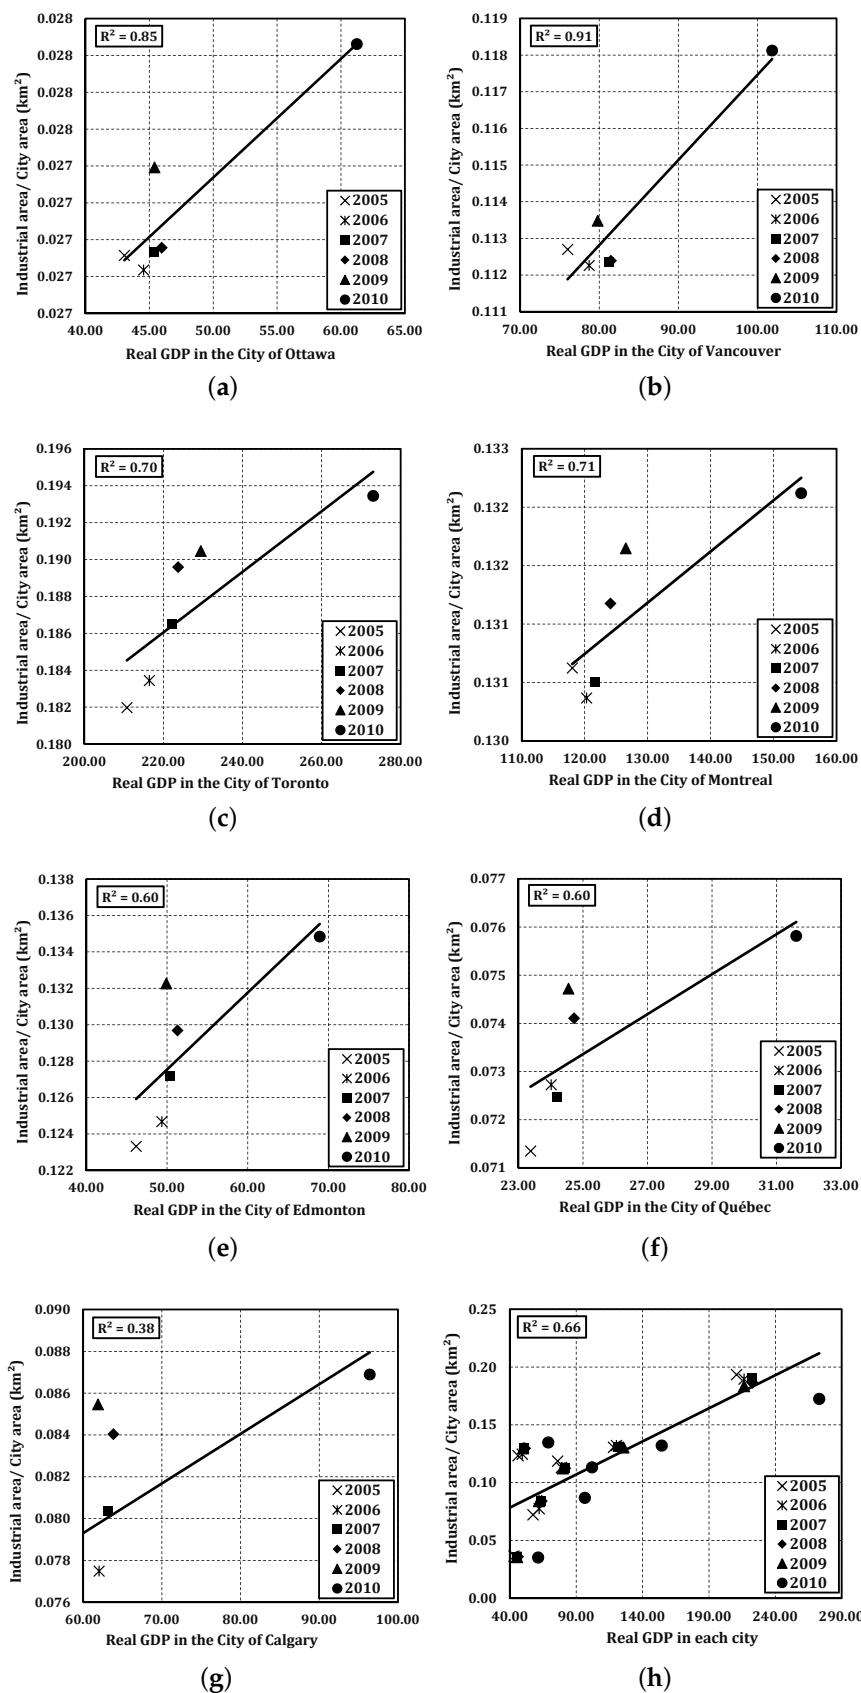 0.028
R² = 0.85
0.028
0.028
0.028
0.027
0.027
0.027
0.027
0.027
40.00 45.00 50.00 55.00 60.00 65.00
Industrial area/ City area (km²)
Real GDP in the City of Ottawa
2005
2006
2007
2008
2009
2010
(a)
0.119
R² = 0.91
0.118
0.117
0.116
0.115
0.114
0.113
0.112
0.111
70.00 80.00 90.00 100.00 110.00
Industrial area/ City area (km²)
Real GDP in the City of Vancouver
2005
2006
2007
2008
2009
2010
(b)
0.196
R² = 0.70
0.194
0.192
0.190
0.188
0.186
0.184
0.182
0.180
200.00 220.00 240.00 260.00 280.00
Industrial area/ City area (km²)
Real GDP in the City of Toronto
2005
2006
2007
2008
2009
2010
(c)
0.133
R² = 0.71
0.132
0.132
0.131
0.131
0.130
110.00 120.00 130.00 140.00 150.00 160.00
Industrial area/ City area (km²)
Real GDP in the City of Montreal
2005
2006
2007
2008
2009
2010
(d)
0.138
R² = 0.60
0.136
0.134
0.132
0.130
0.128
0.126
0.124
0.122
40.00 50.00 60.00 70.00 80.00
Industrial area/ City area (km²)
Real GDP in the City of Edmonton
2005
2006
2007
2008
2009
2010
(e)
0.077
R² = 0.60
0.076
0.075
0.074
0.073
0.072
0.071
23.00 25.00 27.00 29.00 31.00 33.00
Industrial area/ City area (km²)
Real GDP in the City of Québec
2005
2006
2007
2008
2009
2010
(f)
0.090
R² = 0.38
0.088
0.086
0.084
0.082
0.080
0.078
0.076
60.00 70.00 80.00 90.00 100.00
Industrial area/ City area (km²)
Real GDP in the City of Calgary
2005
2006
2007
2008
2009
2010
(g)
0.25
R² = 0.66
0.20
0.15
0.10
0.05
0.00
40.00 90.00 140.00 190.00 240.00 290.00
Industrial area/ City area (km²)
Real GDP in each city
2005
2006
2007
2008
2009
2010
(h)